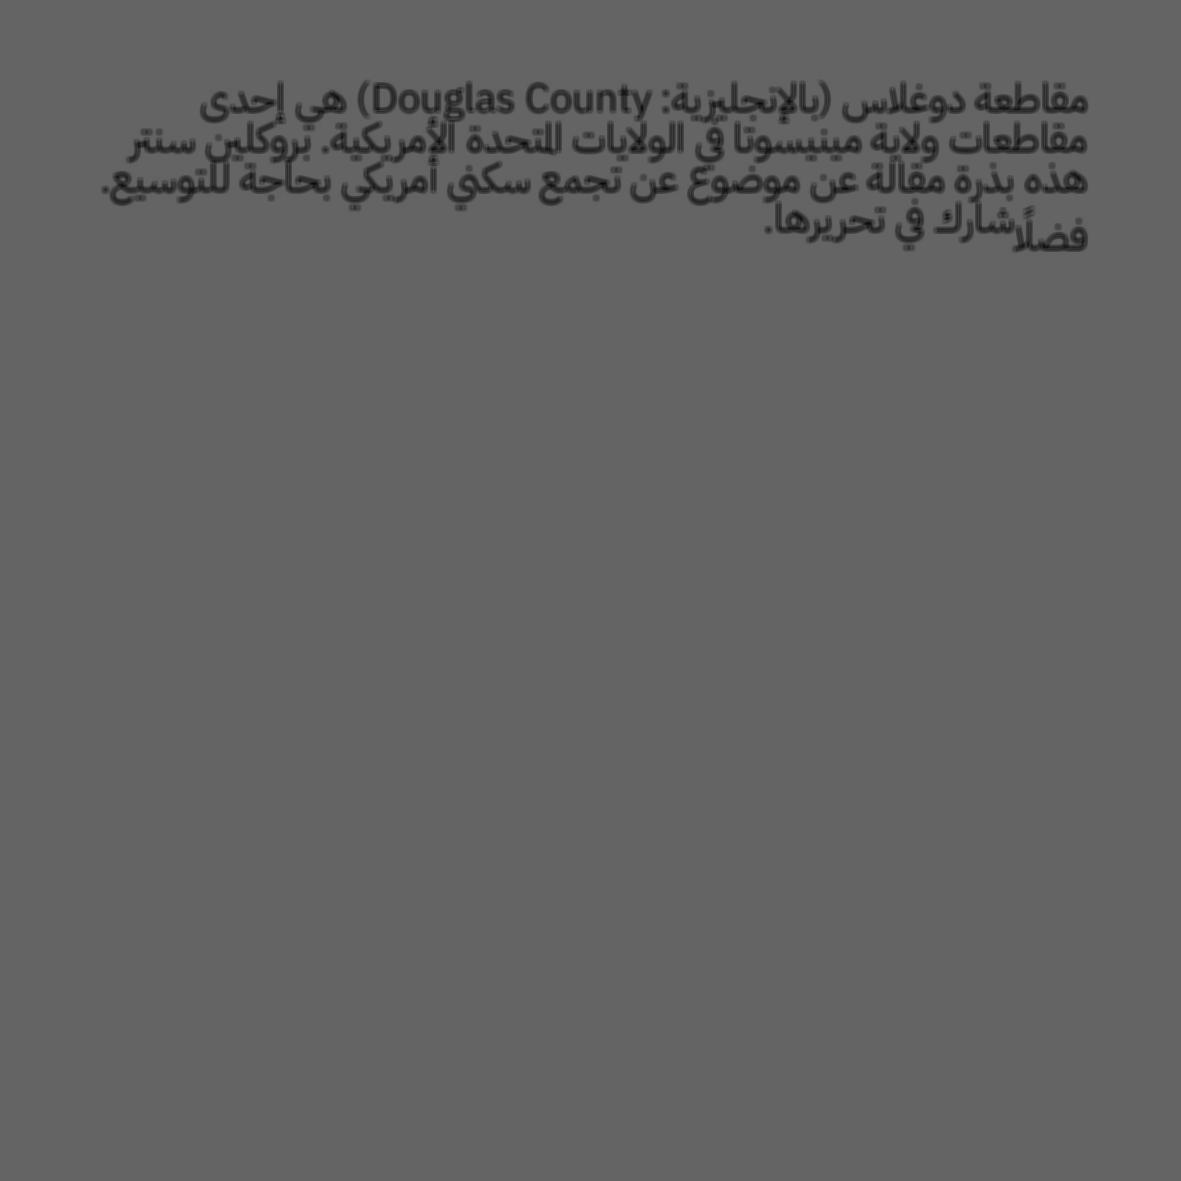 مقاطعة دوغلاس (بالإنجليزية: Douglas County) هي إحدى
مقاطعات ولاية مينيسوتا في الولايات المتحدة الأمريكية. بروكلين سنتر
هذه بذرة مقالة عن موضوع عن تجمع سكني أمريكي بحاجة للتوسيع.
فضلًا شارك في تحريرها.